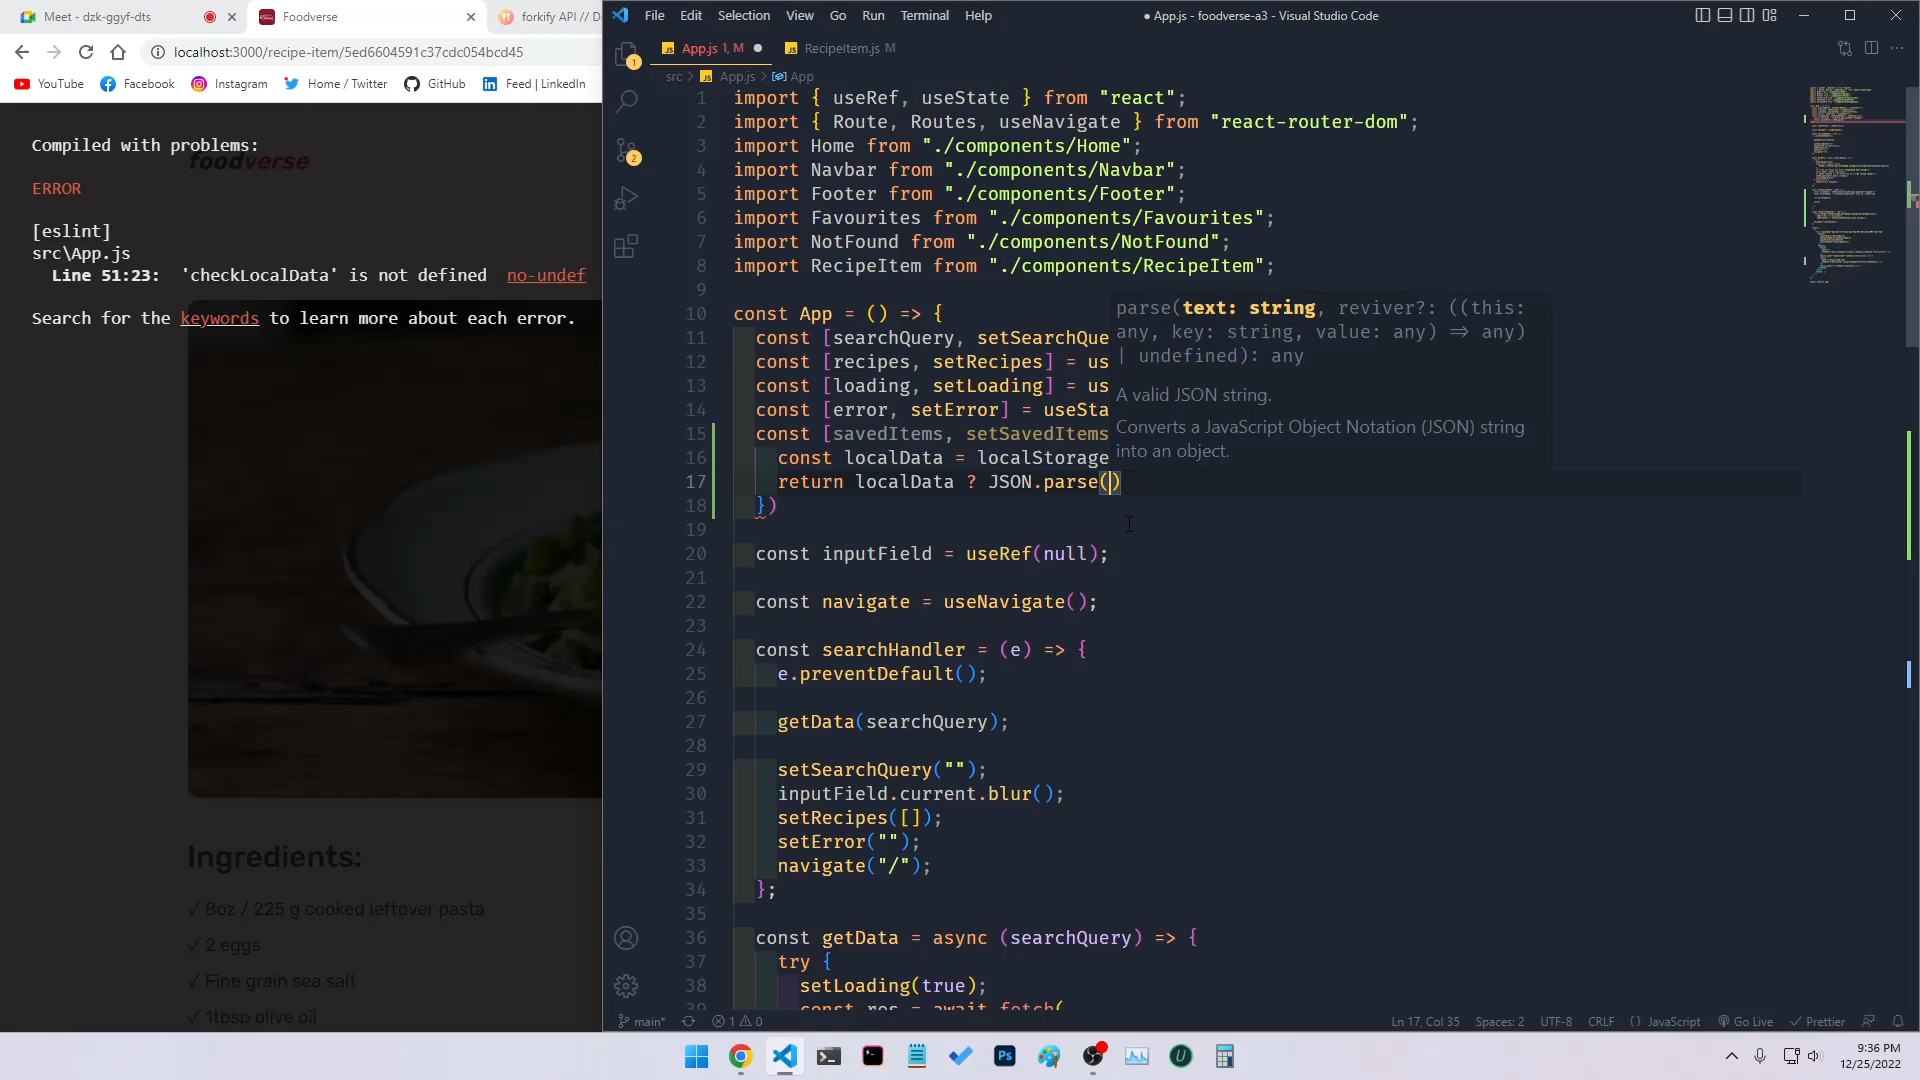 Meet - dzk-ggyf-dts
Foodverse
forkify API // D
localhost:3000/recipe-item/5ed6604591c37cdc054bcd45
YouTube
Facebook
Instagram
Home / Twitter
GitHub
Feed | LinkedIn
foodverse
Compiled with problems:
ERROR
[eslint]
src\App.js
Line 51:23: 'checkLocalData' is not defined no-undef
Search for the keywords to learn more about each error.
Ingredients:
✓ 8oz / 225 g cooked leftover pasta
✓ 2 eggs
✓ Fine grain sea salt
✓ 1tbsp olive oil
File Edit Selection View Go Run Terminal Help
● App.js - foodverse-a3 - Visual Studio Code
App.js 1, M ●
RecipeItem.js M
src > App.js > App
1 import { useRef, useState } from "react";
2 import { Route, Routes, useNavigate } from "react-router-dom";
3 import Home from "./components/Home";
4 import Navbar from "./components/Navbar";
5 import Footer from "./components/Footer";
6 import Favourites from "./components/Favourites";
7 import NotFound from "./components/NotFound";
8 import RecipeItem from "./components/RecipeItem";
9
10 const App = () => {
11 const [searchQuery, setSearchQue
12 const [recipes, setRecipes] = us
13 const [loading, setLoading] = us
14 const [error, setError] = useSta
15 const [savedItems, setSavedItems
16 const localData = localStorage
17 return localData ? JSON.parse()
18 })
19
20 const inputField = useRef(null);
21
22 const navigate = useNavigate();
23
24 const searchHandler = (e) => {
25 e.preventDefault();
26
27 getData(searchQuery);
28
29 setSearchQuery("");
30 inputField.current.blur();
31 setRecipes([]);
32 setError("");
33 navigate("/");
34 };
35
36 const getData = async (searchQuery) => {
37 try {
38 setLoading(true);
39 const res = await fetch(
parse(text: string, reviver?: ((this:
any, key: string, value: any) => any)
| undefined): any
A valid JSON string.
Converts a JavaScript Object Notation (JSON) string
into an object.
1
2
main*
1 0
Ln 17, Col 35
Spaces: 2
UTF-8
CRLF
{} JavaScript
Go Live
✓ Prettier
Ps
U
9:36 PM
12/25/2022